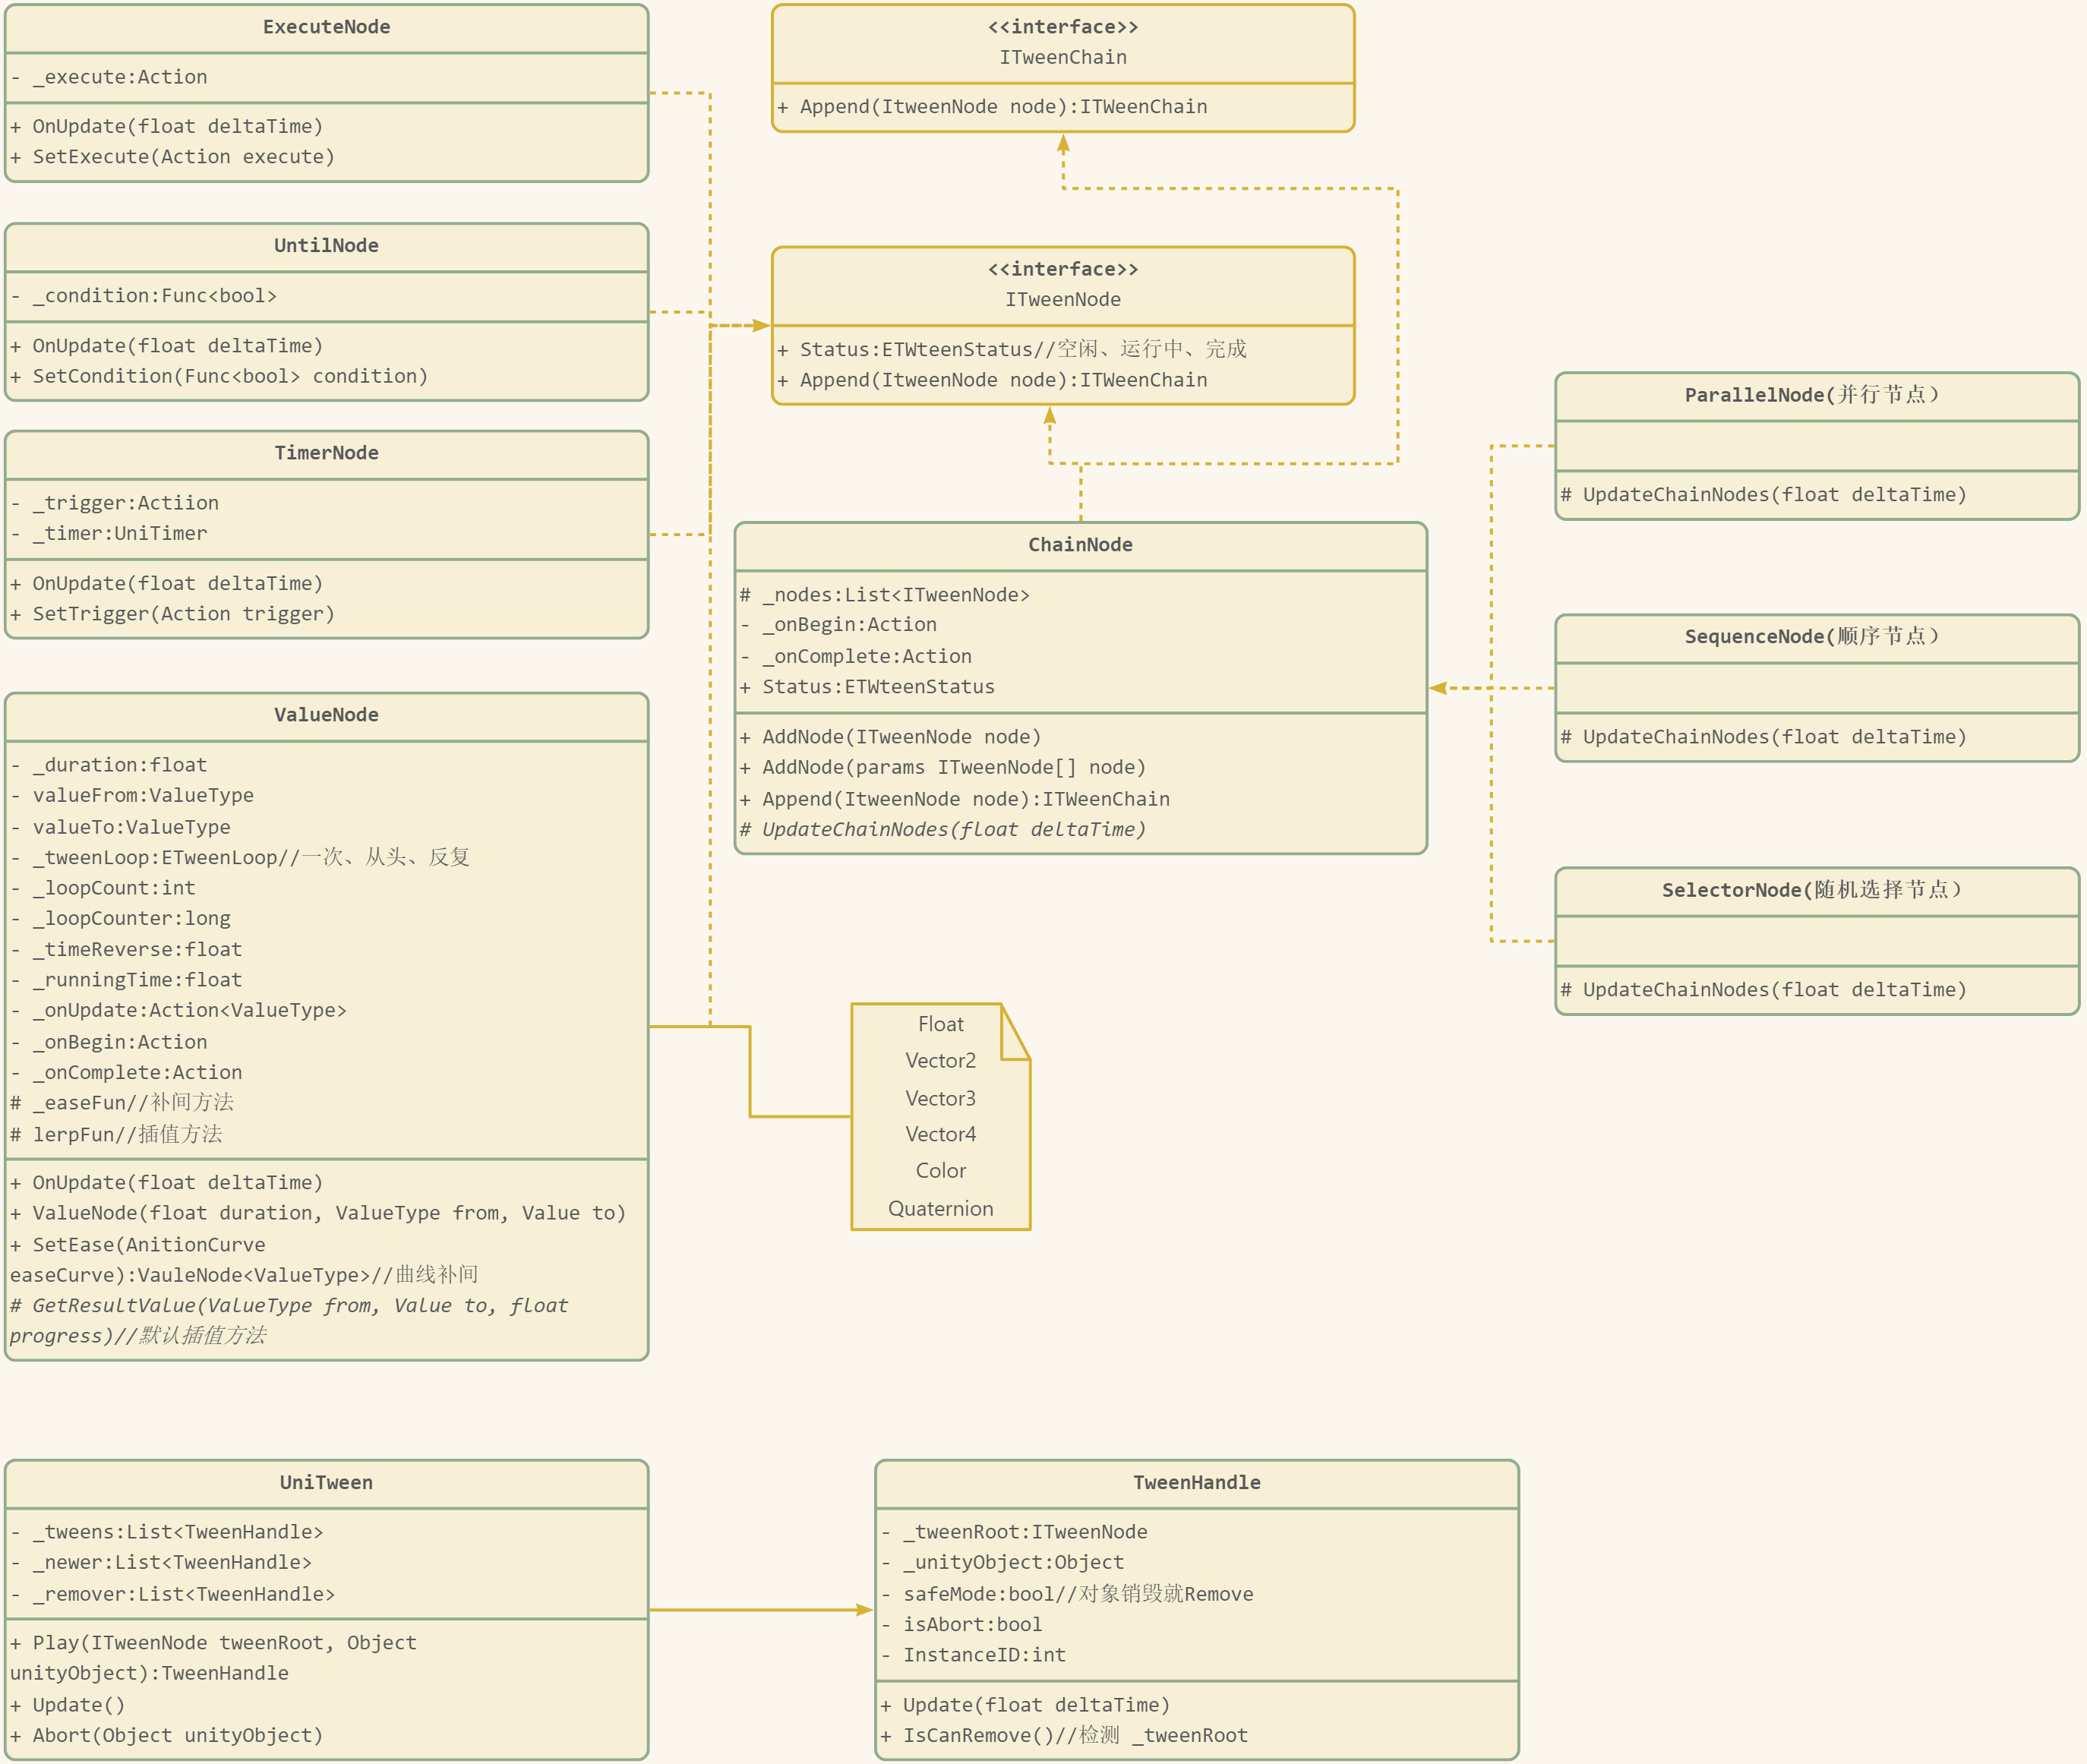 ExecuteNode
- _execute:Action
+ OnUpdate(float deltaTime)
+ SetExecute(Action execute)
UntilNode
- _condition:Func<bool>
+ OnUpdate(float deltaTime)
+ SetCondition(Func<bool> condition)
TimerNode
- _trigger:Actiion
- _timer:UniTimer
+ OnUpdate(float deltaTime)
+ SetTrigger(Action trigger)
ValueNode
- _duration:float
- valueFrom:ValueType
- valueTo:ValueType
- _tweenLoop:ETweenLoop//一次、从头、反复
- _loopCount:int
- _loopCounter:long
- _timeReverse:float
- _runningTime:float
- _onUpdate:Action<ValueType>
- _onBegin:Action
- _onComplete:Action
# _easeFun//补间方法
# lerpFun//插值方法
+ OnUpdate(float deltaTime)
+ ValueNode(float duration, ValueType from, Value to)
+ SetEase(AnitionCurve
easeCurve):VauleNode<ValueType>//曲线补间
# GetResultValue(ValueType from, Value to, float
progress)//默认插值方法
<<interface>>
ITweenChain
+ Append(ItweenNode node):ITWeenChain
<<interface>>
ITweenNode
+ Status:ETWteenStatus//空闲、运行中、完成
+ Append(ItweenNode node):ITWeenChain
ChainNode
# _nodes:List<ITweenNode>
- _onBegin:Action
- _onComplete:Action
+ Status:ETWteenStatus
+ AddNode(ITweenNode node)
+ AddNode(params ITweenNode[] node)
+ Append(ItweenNode node):ITWeenChain
# UpdateChainNodes(float deltaTime)
ParallelNode(并行节点)
# UpdateChainNodes(float deltaTime)
SequenceNode(顺序节点)
# UpdateChainNodes(float deltaTime)
SelectorNode(随机选择节点)
# UpdateChainNodes(float deltaTime)
Float
Vector2
Vector3
Vector4
Color
Quaternion
UniTween
- _tweens:List<TweenHandle>
- _newer:List<TweenHandle>
- _remover:List<TweenHandle>
+ Play(ITweenNode tweenRoot, Object
unityObject):TweenHandle
+ Update()
+ Abort(Object unityObject)
TweenHandle
- _tweenRoot:ITweenNode
- _unityObject:Object
- safeMode:bool//对象销毁就Remove
- isAbort:bool
- InstanceID:int
+ Update(float deltaTime)
+ IsCanRemove()//检测 _tweenRoot